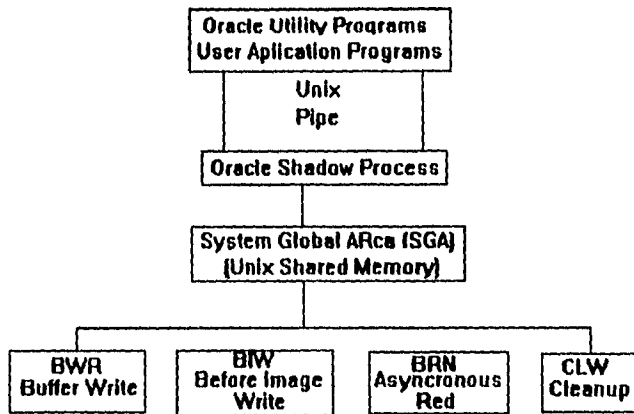 Oracle Utility Programs
User Aplication Programs
Unix
Pipe
Oracle Shadow Process
System Global ARca (SGA)
(Unix Shared Memory)
BWR
Buffer Write
BIW
Before Image
Write
BRN
Asyncronous
Red
CLW
Cleanup